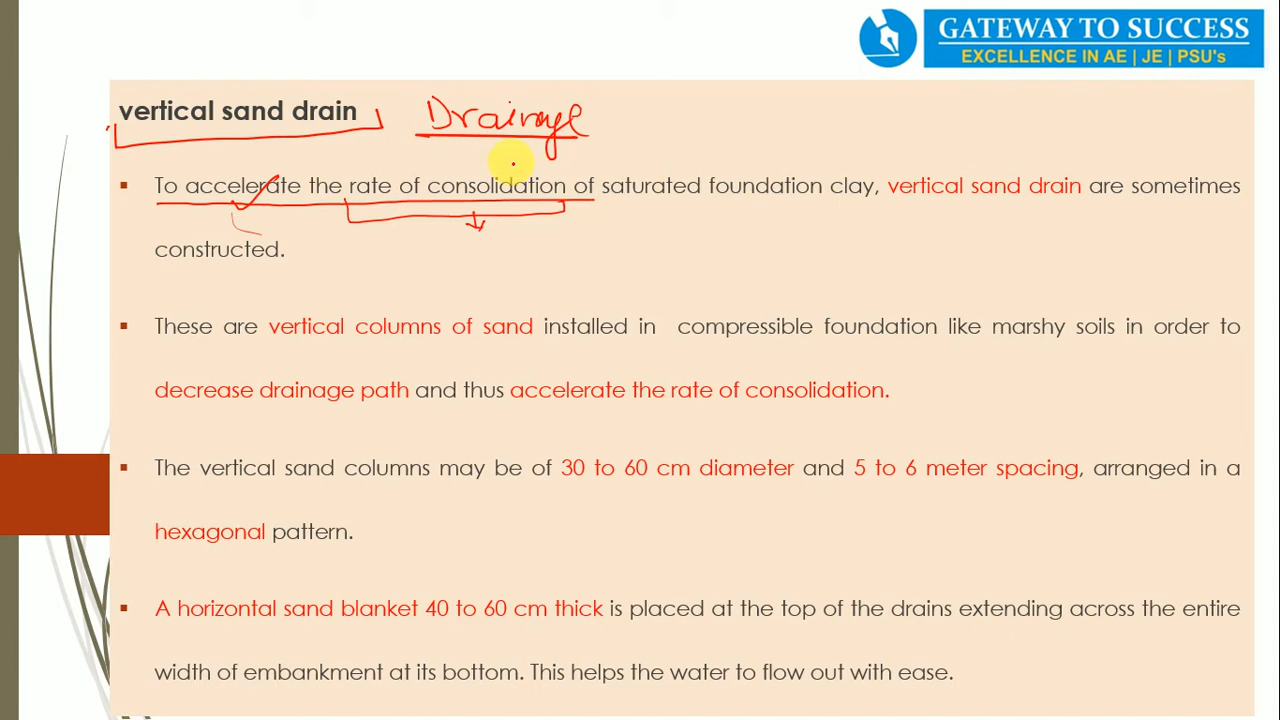 GATEWAY TO SUCCESS
EXCELLENCE IN AE | JE | PSU's
vertical sand drain Drainage
▪ To accelerate the rate of consolidation of saturated foundation clay, vertical sand drain are sometimes
constructed.
▪ These are vertical columns of sand installed in compressible foundation like marshy soils in order to
decrease drainage path and thus accelerate the rate of consolidation.
▪ The vertical sand columns may be of 30 to 60 cm diameter and 5 to 6 meter spacing, arranged in a
hexagonal pattern.
▪ A horizontal sand blanket 40 to 60 cm thick is placed at the top of the drains extending across the entire
width of embankment at its bottom. This helps the water to flow out with ease.